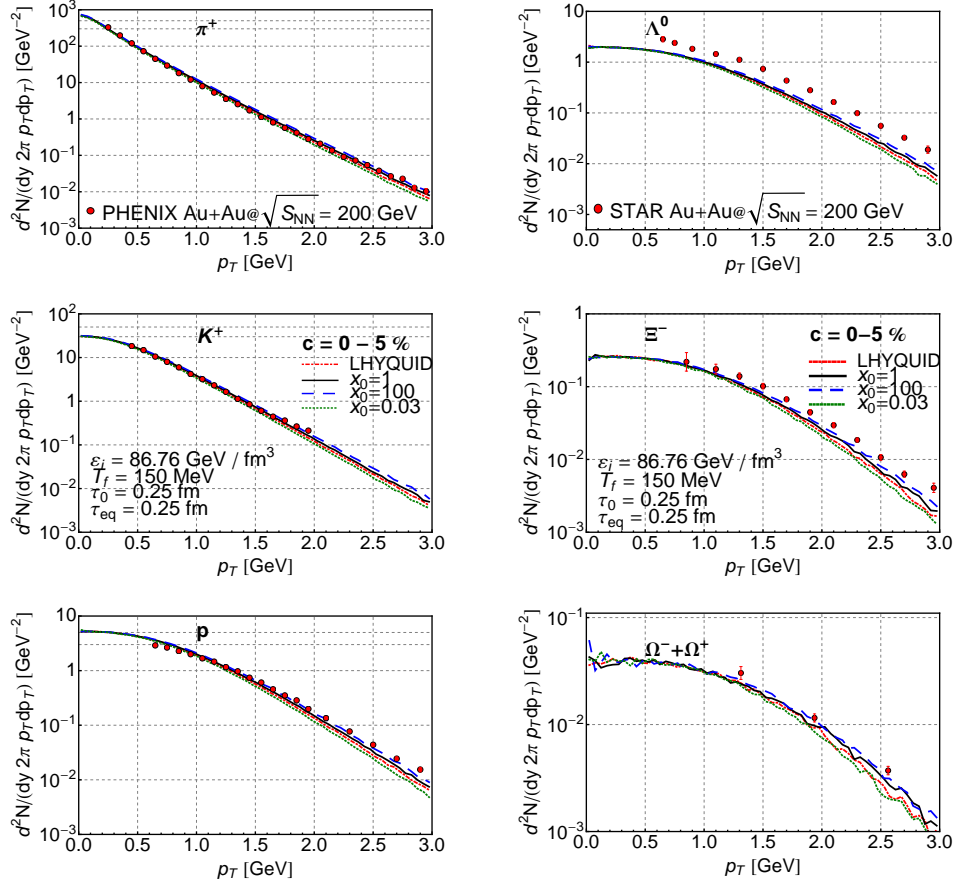 10³
10²
10
1
10⁻¹
10⁻²
10⁻³
d²N/(dy 2π p_T dp_T) [GeV⁻²]
π⁺
PHENIX Au+Au@√S_NN = 200 GeV
0.0 0.5 1.0 1.5 2.0 2.5 3.0
p_T [GeV]
10
1
10⁻¹
10⁻²
10⁻³
d²N/(dy 2π p_T dp_T) [GeV⁻²]
Λ⁰
STAR Au+Au@√S_NN = 200 GeV
0.0 0.5 1.0 1.5 2.0 2.5 3.0
p_T [GeV]
10²
10
1
10⁻¹
10⁻²
10⁻³
d²N/(dy 2π p_T dp_T) [GeV⁻²]
K⁺
c = 0 – 5 %
LHYQUID
x₀=1
x₀=100
x₀=0.03
ε_i = 86.76 GeV / fm³
T_f = 150 MeV
τ₀ = 0.25 fm
τ_eq = 0.25 fm
0.0 0.5 1.0 1.5 2.0 2.5 3.0
p_T [GeV]
1
10⁻¹
10⁻²
10⁻³
d²N/(dy 2π p_T dp_T) [GeV⁻²]
Ξ⁻
c = 0–5 %
LHYQUID
x₀=1
x₀=100
x₀=0.03
ε_i = 86.76 GeV / fm³
T_f = 150 MeV
τ₀ = 0.25 fm
τ_eq = 0.25 fm
0.0 0.5 1.0 1.5 2.0 2.5 3.0
p_T [GeV]
10
1
10⁻¹
10⁻²
10⁻³
d²N/(dy 2π p_T dp_T) [GeV⁻²]
p
0.0 0.5 1.0 1.5 2.0 2.5 3.0
p_T [GeV]
10⁻¹
10⁻²
10⁻³
d²N/(dy 2π p_T dp_T) [GeV⁻²]
Ω⁻+Ω⁺
0.0 0.5 1.0 1.5 2.0 2.5 3.0
p_T [GeV]